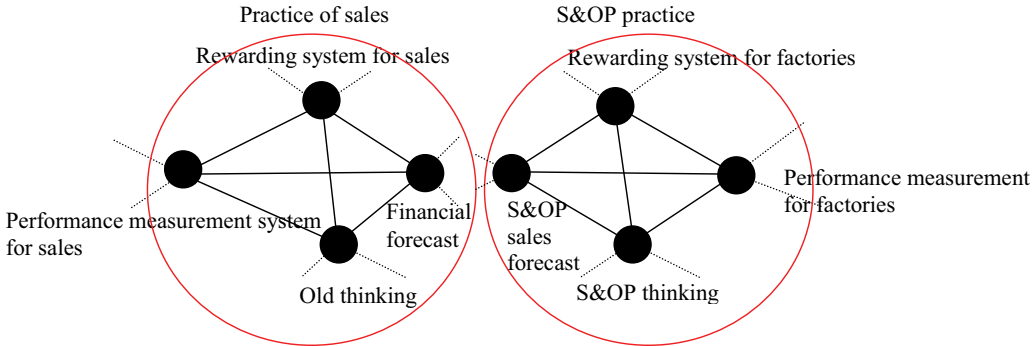 Practice of sales
S&OP practice
Rewarding system for sales
Rewarding system for factories
Performance measurement system
for sales
Financial
forecast
Old thinking
S&OP
sales
forecast
S&OP thinking
Performance measurement
for factories